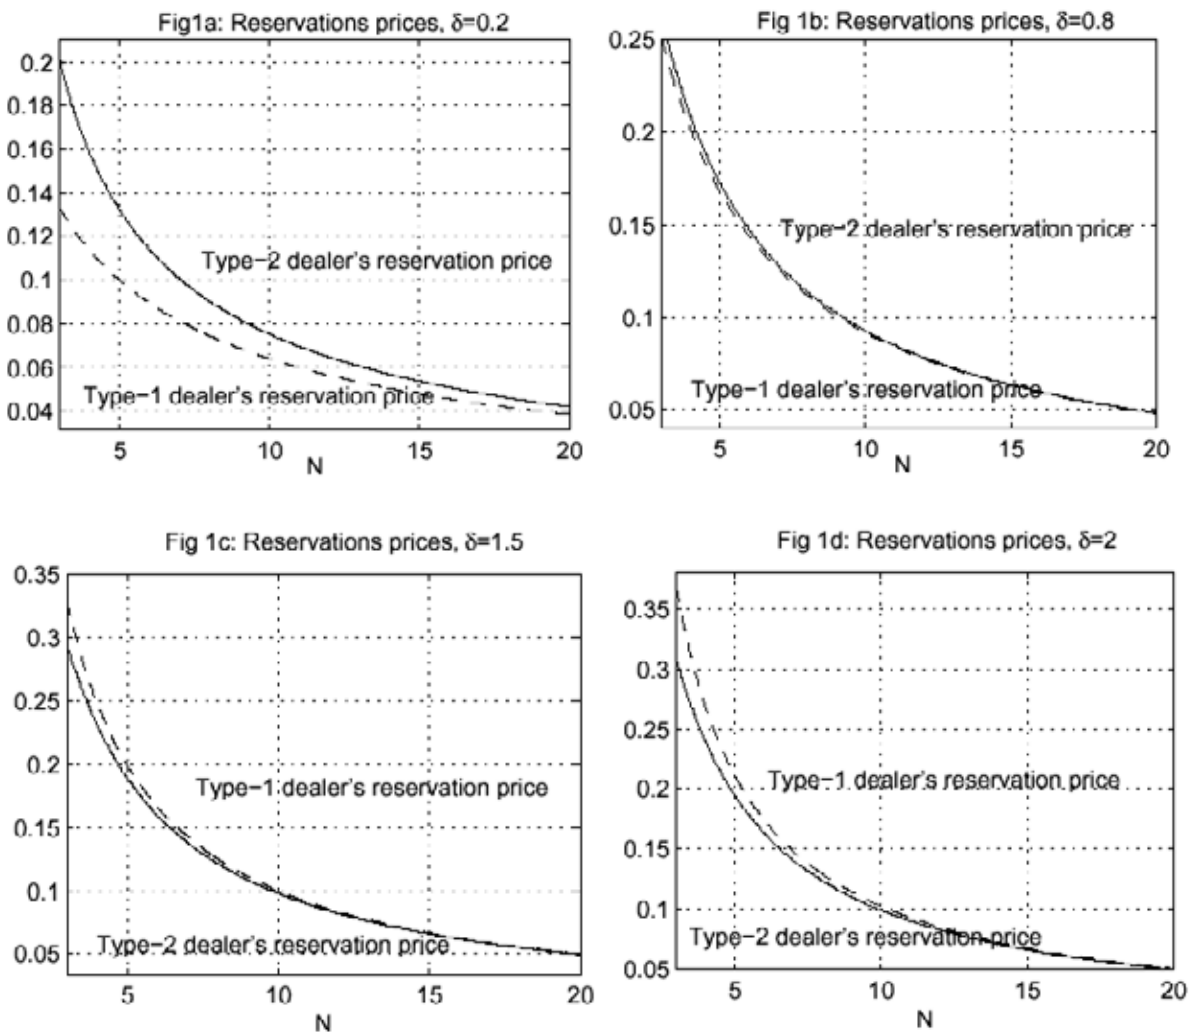 Fig1a: Reservations prices, δ=0.2
0.2
0.18
0.16
0.14
0.12
0.1
0.08
0.06
0.04
Type-2 dealer's reservation price
Type-1 dealer's reservation price
5 10 15 20
N
Fig 1b: Reservations prices, δ=0.8
0.25
0.2
0.15
0.1
0.05
Type-2 dealer's reservation price
Type-1 dealer's reservation price
5 10 15 20
N
Fig 1c: Reservations prices, δ=1.5
0.35
0.3
0.25
0.2
0.15
0.1
0.05
Type-1 dealer's reservation price
Type-2 dealer's reservation price
5 10 15 20
N
Fig 1d: Reservations prices, δ=2
0.35
0.3
0.25
0.2
0.15
0.1
0.05
Type-1 dealer's reservation price
Type-2 dealer's reservation price
5 10 15 20
N